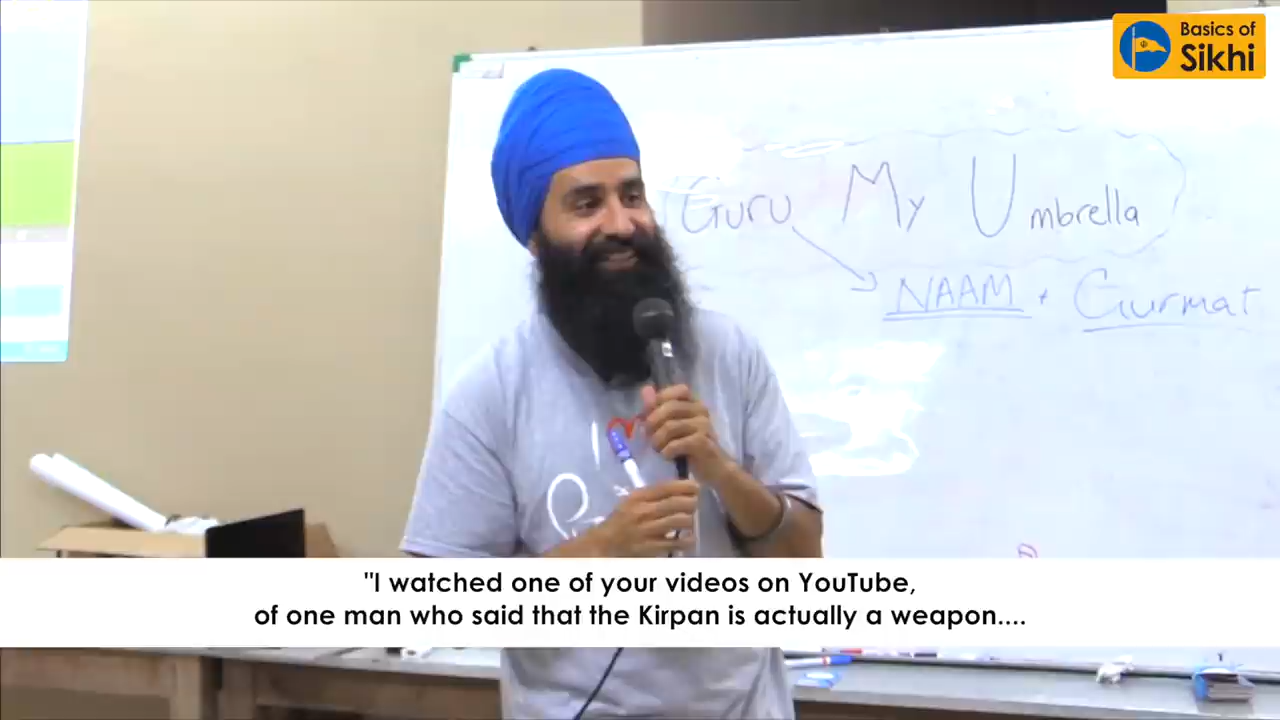 Basics of
Sikhi
Guru My Umbrella
NAAM + Gurmat
I
"I watched one of your videos on YouTube,
of one man who said that the Kirpan is actually a weapon....